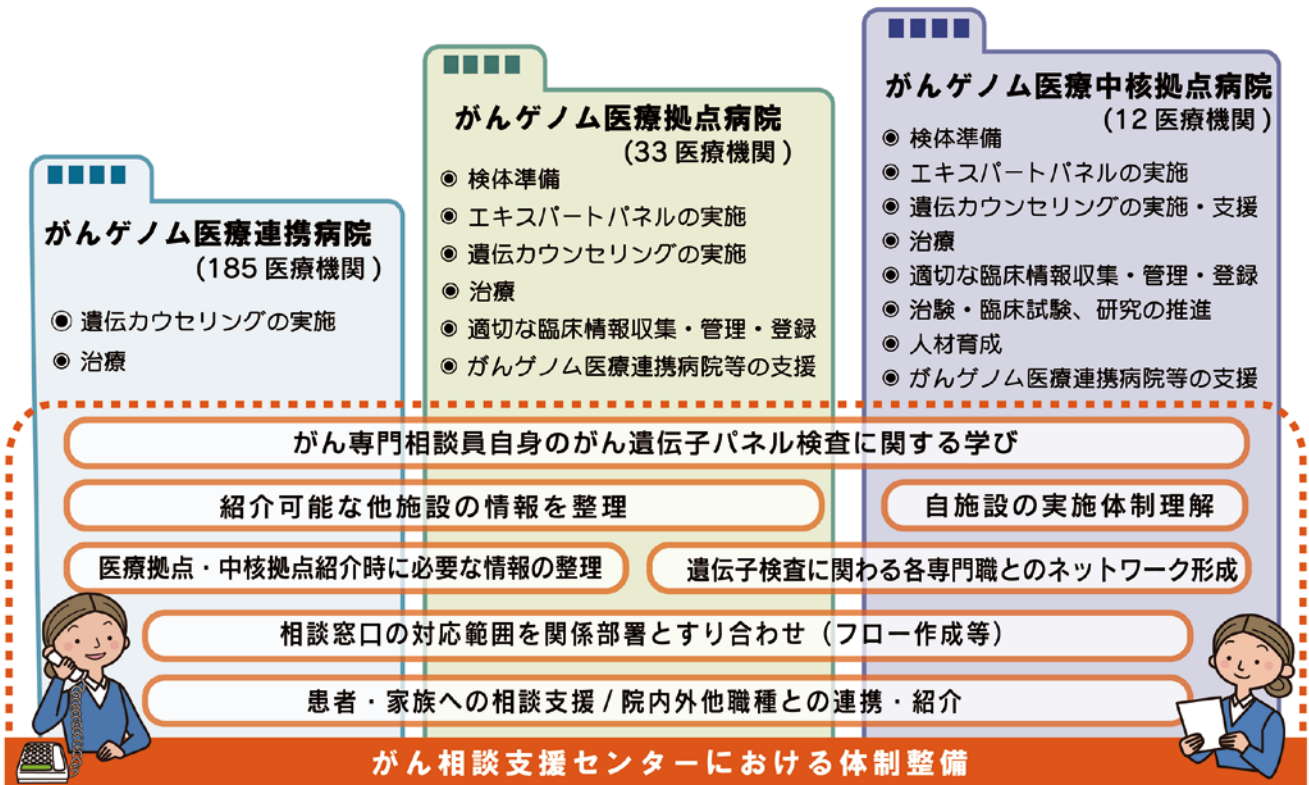 がんゲノム医療連携病院
(185 医療機関)
◉ 遺伝カウセリングの実施
◉ 治療
がんゲノム医療拠点病院
(33 医療機関)
◉ 検体準備
◉ エキスパートパネルの実施
◉ 遺伝カウンセリングの実施
◉ 治療
◉ 適切な臨床情報収集・管理・登録
◉ がんゲノム医療連携病院等の支援
がんゲノム医療中核拠点病院
(12 医療機関)
◉ 検体準備
◉ エキスパートパネルの実施
◉ 遺伝カウンセリングの実施・支援
◉ 治療
◉ 適切な臨床情報収集・管理・登録
◉ 治験・臨床試験、研究の推進
◉ 人材育成
◉ がんゲノム医療連携病院等の支援
がん専門相談員自身のがん遺伝子パネル検査に関する学び
紹介可能な他施設の情報を整理
自施設の実施体制理解
医療拠点・中核拠点紹介時に必要な情報の整理
遺伝子検査に関わる各専門職とのネットワーク形成
相談窓口の対応範囲を関係部署とすり合わせ（フロー作成等）
患者・家族への相談支援 / 院内外他職種との連携・紹介
がん相談支援センターにおける体制整備